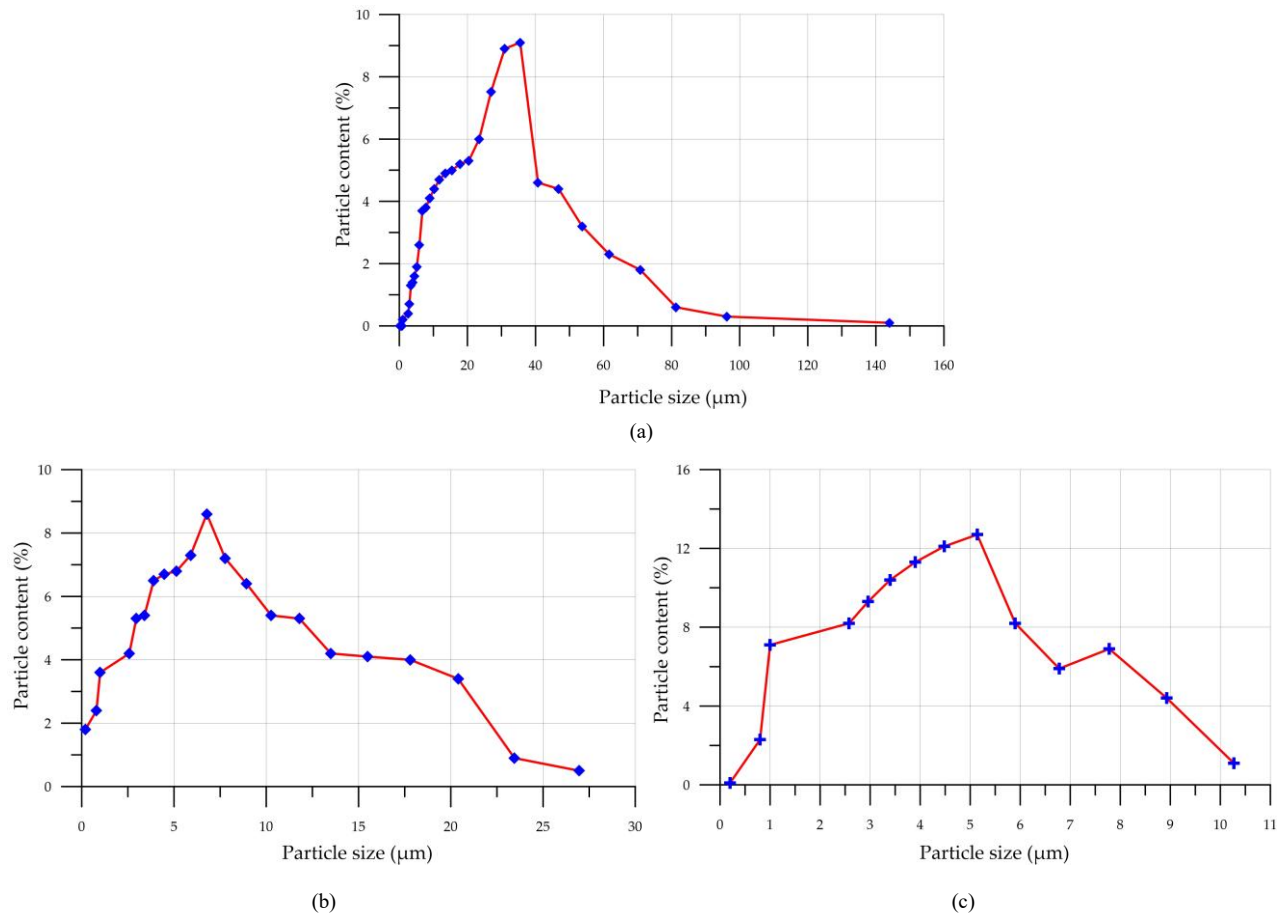 Particle content (%)
10
8
6
4
2
0
0 20 40 60 80 100 120 140 160
Particle size (µm)
(a)
Particle content (%)
10
8
6
4
2
0
0 5 10 15 20 25 30
Particle size (µm)
(b)
Particle content (%)
16
12
8
4
0
0 1 2 3 4 5 6 7 8 9 10 11
Particle size (µm)
(c)